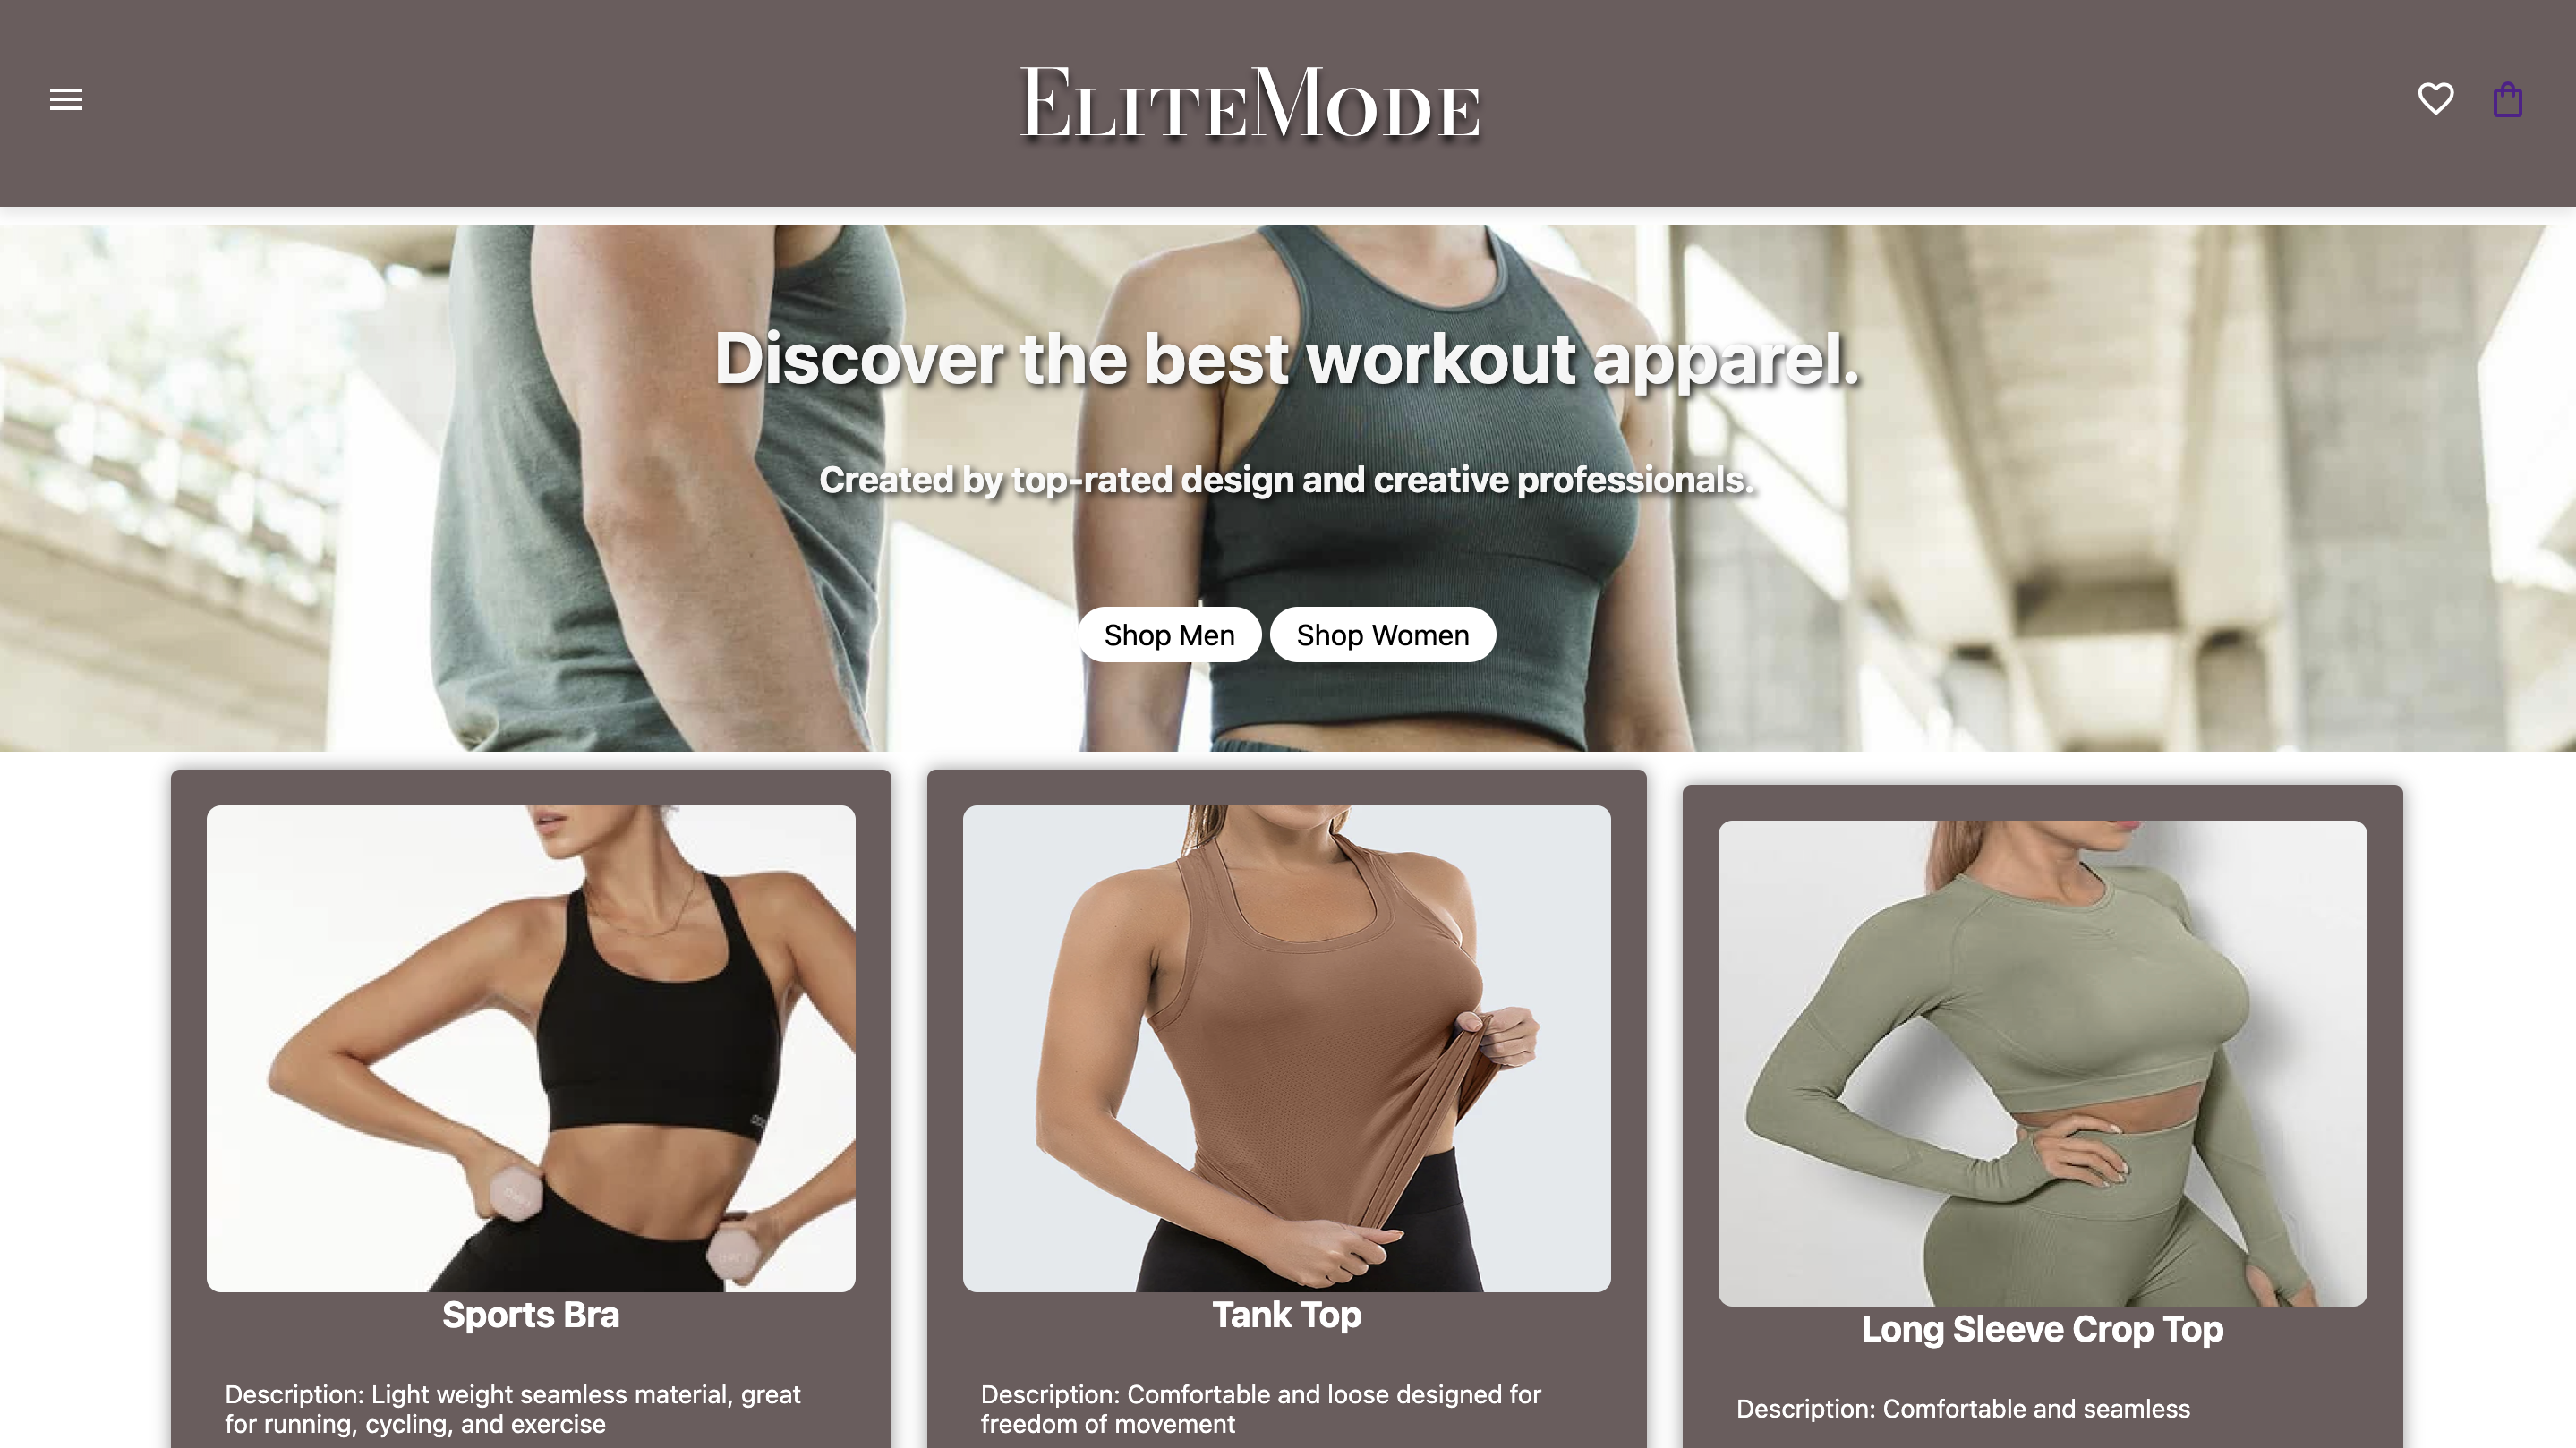 EliteMode
Discover the best workout apparel.
Created by top-rated design and creative professionals.
Shop Men
Shop Women
Sports Bra
Description: Light weight seamless material, great
for running, cycling, and exercise
Tank Top
Description: Comfortable and loose designed for
freedom of movement
Long Sleeve Crop Top
Description: Comfortable and seamless